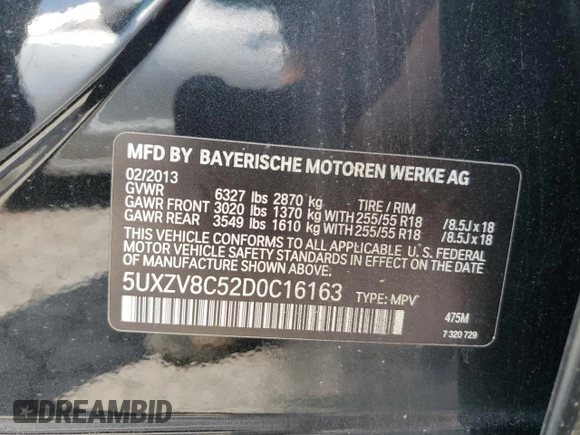 MFD BY BAYERISCHE MOTOREN WERKE AG
02/2013
GVWR 6327 lbs 2870 kg TIRE / RIM
GAWR FRONT 3020 lbs 1370 kg WITH 255/55 R18 /8.5J x 18
GAWR REAR 3549 lbs 1610 kg WITH 255/55 R18 /8.5J x 18
THIS VEHICLE CONFORMS TO ALL APPLICABLE U.S. FEDERAL
MOTOR VEHICLE SAFETY STANDARDS IN EFFECT ON THE DATE
OF MANUFACTURE SHOWN ABOVE.
5UXZV8C52D0C16163 TYPE: MPV
475M
7 320 729
DREAMBID